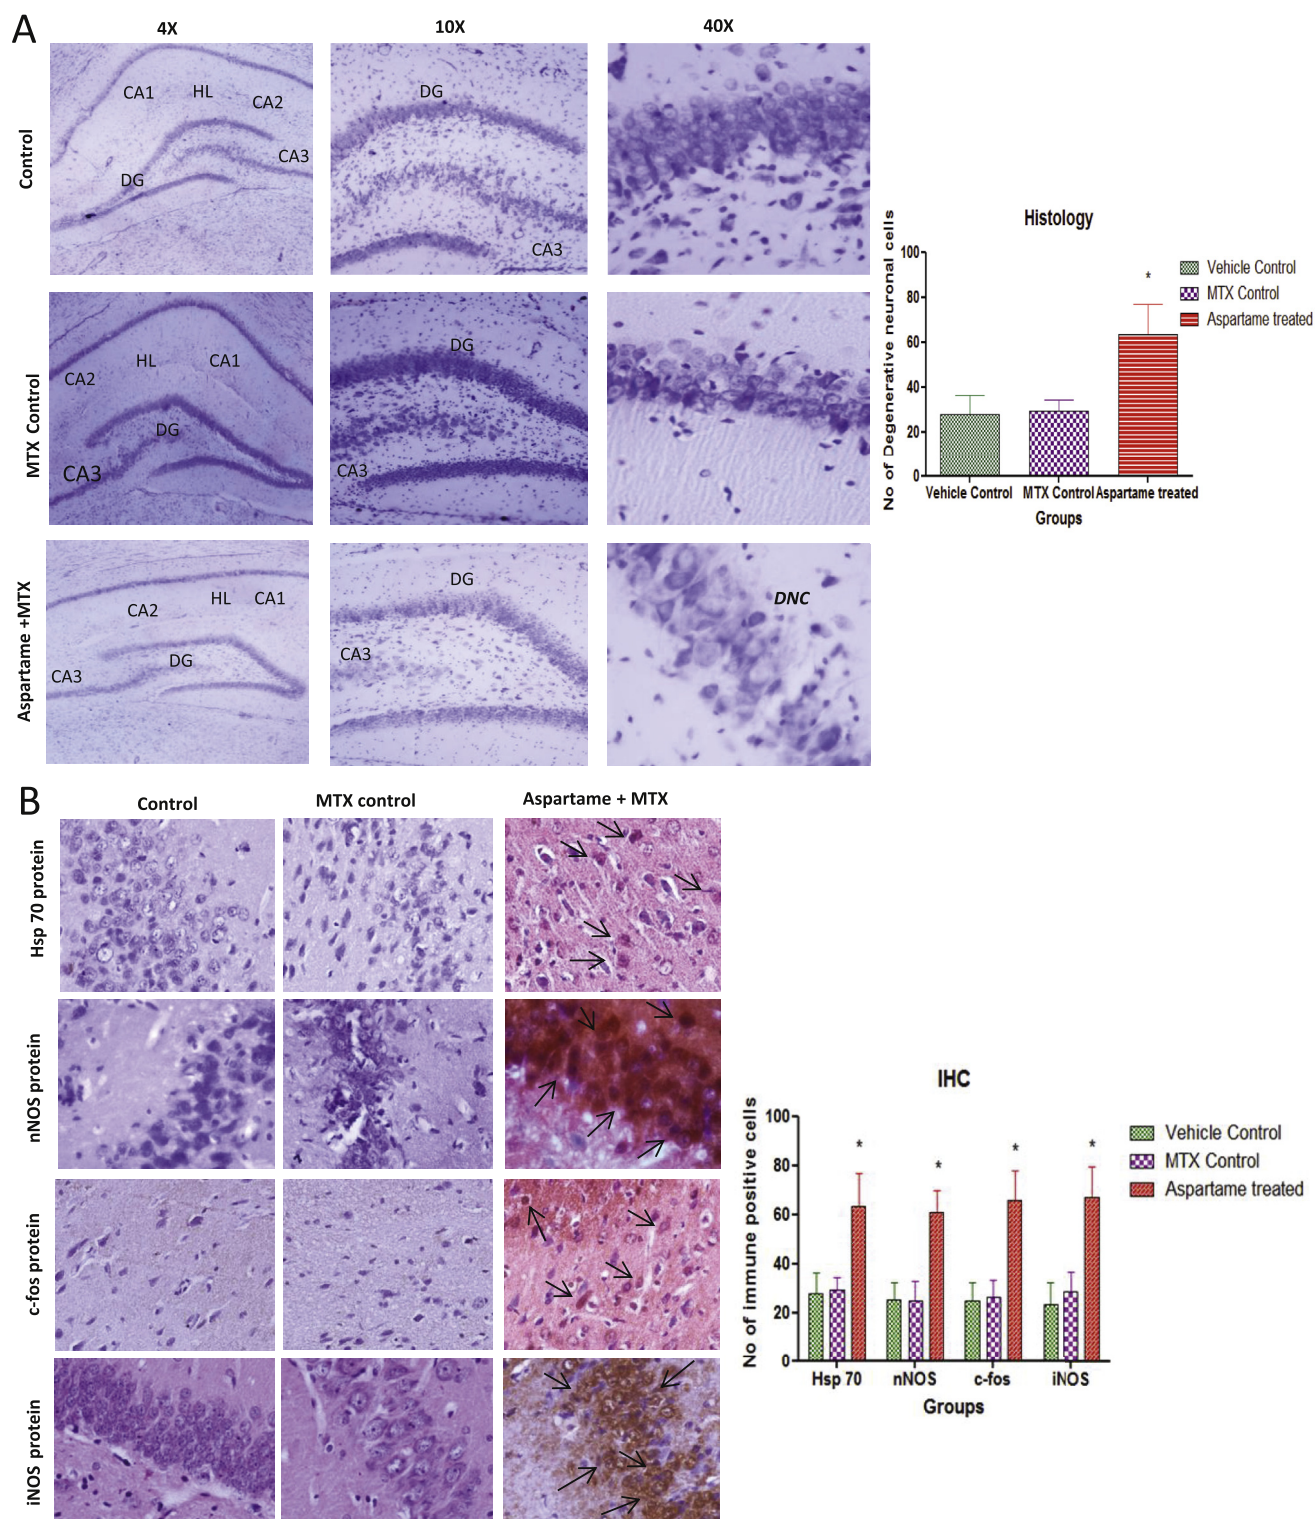 A
4X
10X
40X
Control
CA1
HL
CA2
CA3
DG
DG
CA3
MTX Control
HL
CA1
CA2
DG
CA3
DG
CA3
Aspartame +MTX
HL
CA1
CA2
DG
CA3
DG
CA3
DNC
Histology
No of Degenerative neuronal cells
100
80
60
40
20
0
*
Vehicle Control
MTX Control
Aspartame treated
Vehicle Control
MTX Control
Aspartame treated
Groups
B
Control
MTX control
Aspartame + MTX
Hsp 70 protein
nNOS protein
c-fos protein
iNOS protein
IHC
No of immune positive cells
100
80
60
40
20
0
*
*
*
*
Hsp 70
nNOS
c-fos
iNOS
Groups
Vehicle Control
MTX Control
Aspartame treated